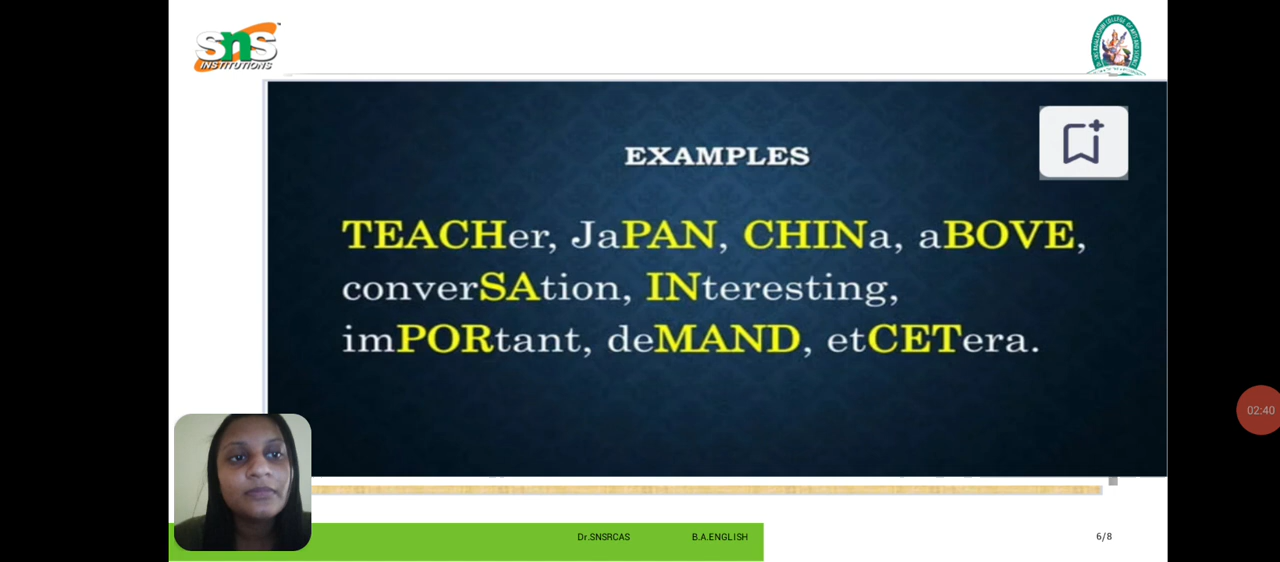 SNS
INSTITUTIONS
EXAMPLES
TEACHer, JaPAN, CHINa, aBOVE,
converSAtion, INteresting,
imPORtant, deMAND, etCETera.
02:40
Dr.SNSRCAS B.A.ENGLISH 6/8